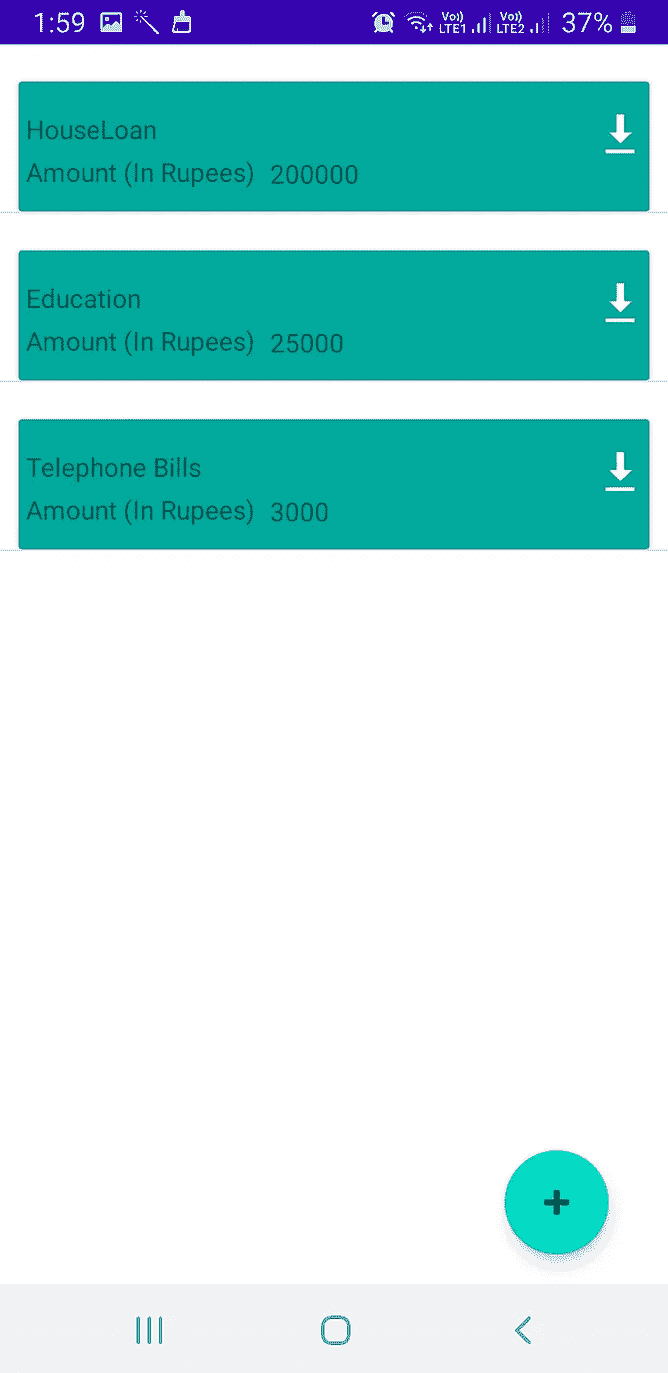 1:59 Vo) LTE1 Vo) LTE2 37%
HouseLoan
Amount (In Rupees) 200000
Education
Amount (In Rupees) 25000
Telephone Bills
Amount (In Rupees) 3000